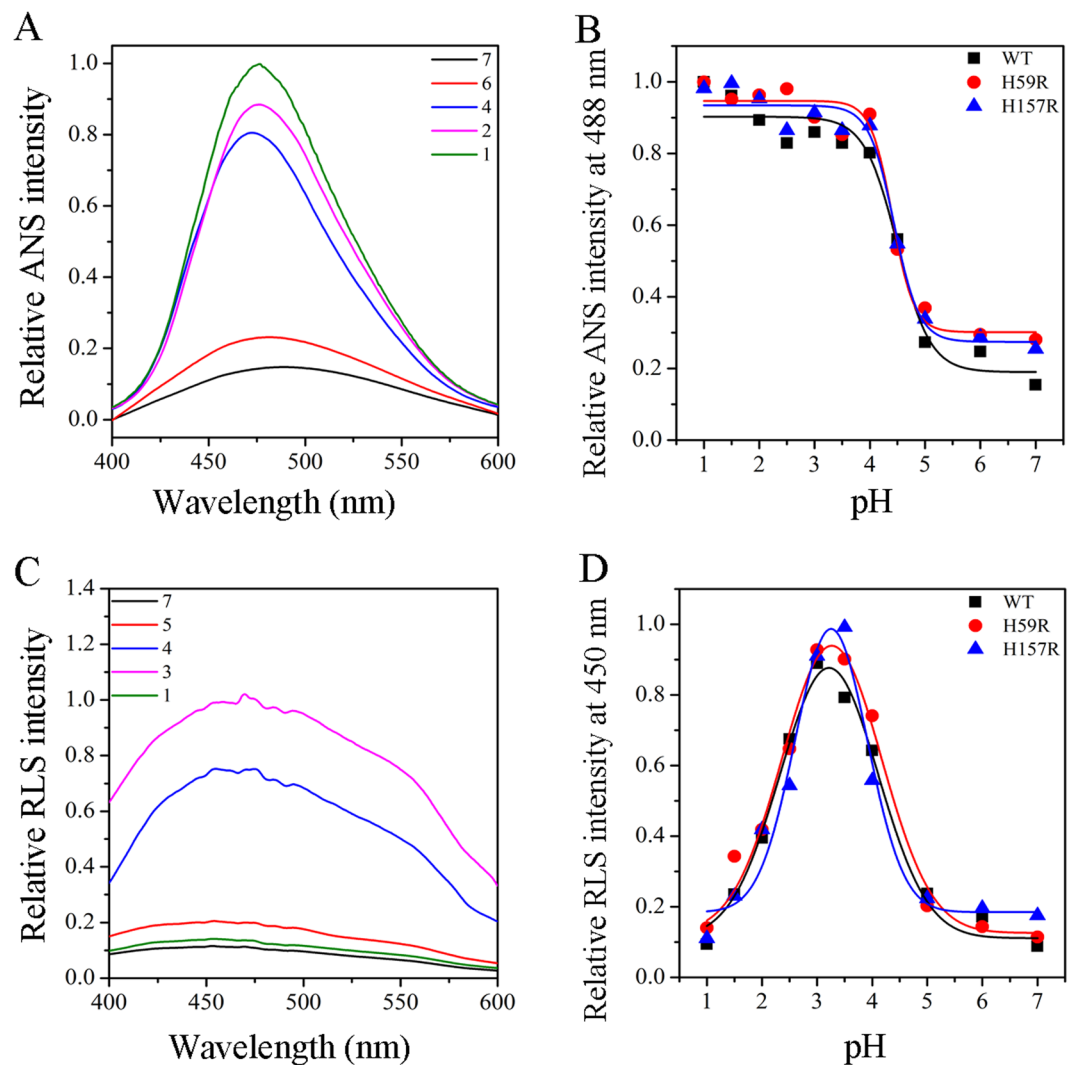 A
Relative ANS intensity
1.0
0.8
0.6
0.4
0.2
0.0
7
6
4
2
1
400 450 500 550 600
Wavelength (nm)
B
Relative ANS intensity at 488 nm
1.0
0.8
0.6
0.4
0.2
0.0
WT
H59R
H157R
1 2 3 4 5 6 7
pH
C
Relative RLS intensity
1.4
1.2
1.0
0.8
0.6
0.4
0.2
0.0
7
5
4
3
1
400 450 500 550 600
Wavelength (nm)
D
Relative RLS intensity at 450 nm
1.0
0.8
0.6
0.4
0.2
0.0
WT
H59R
H157R
1 2 3 4 5 6 7
pH